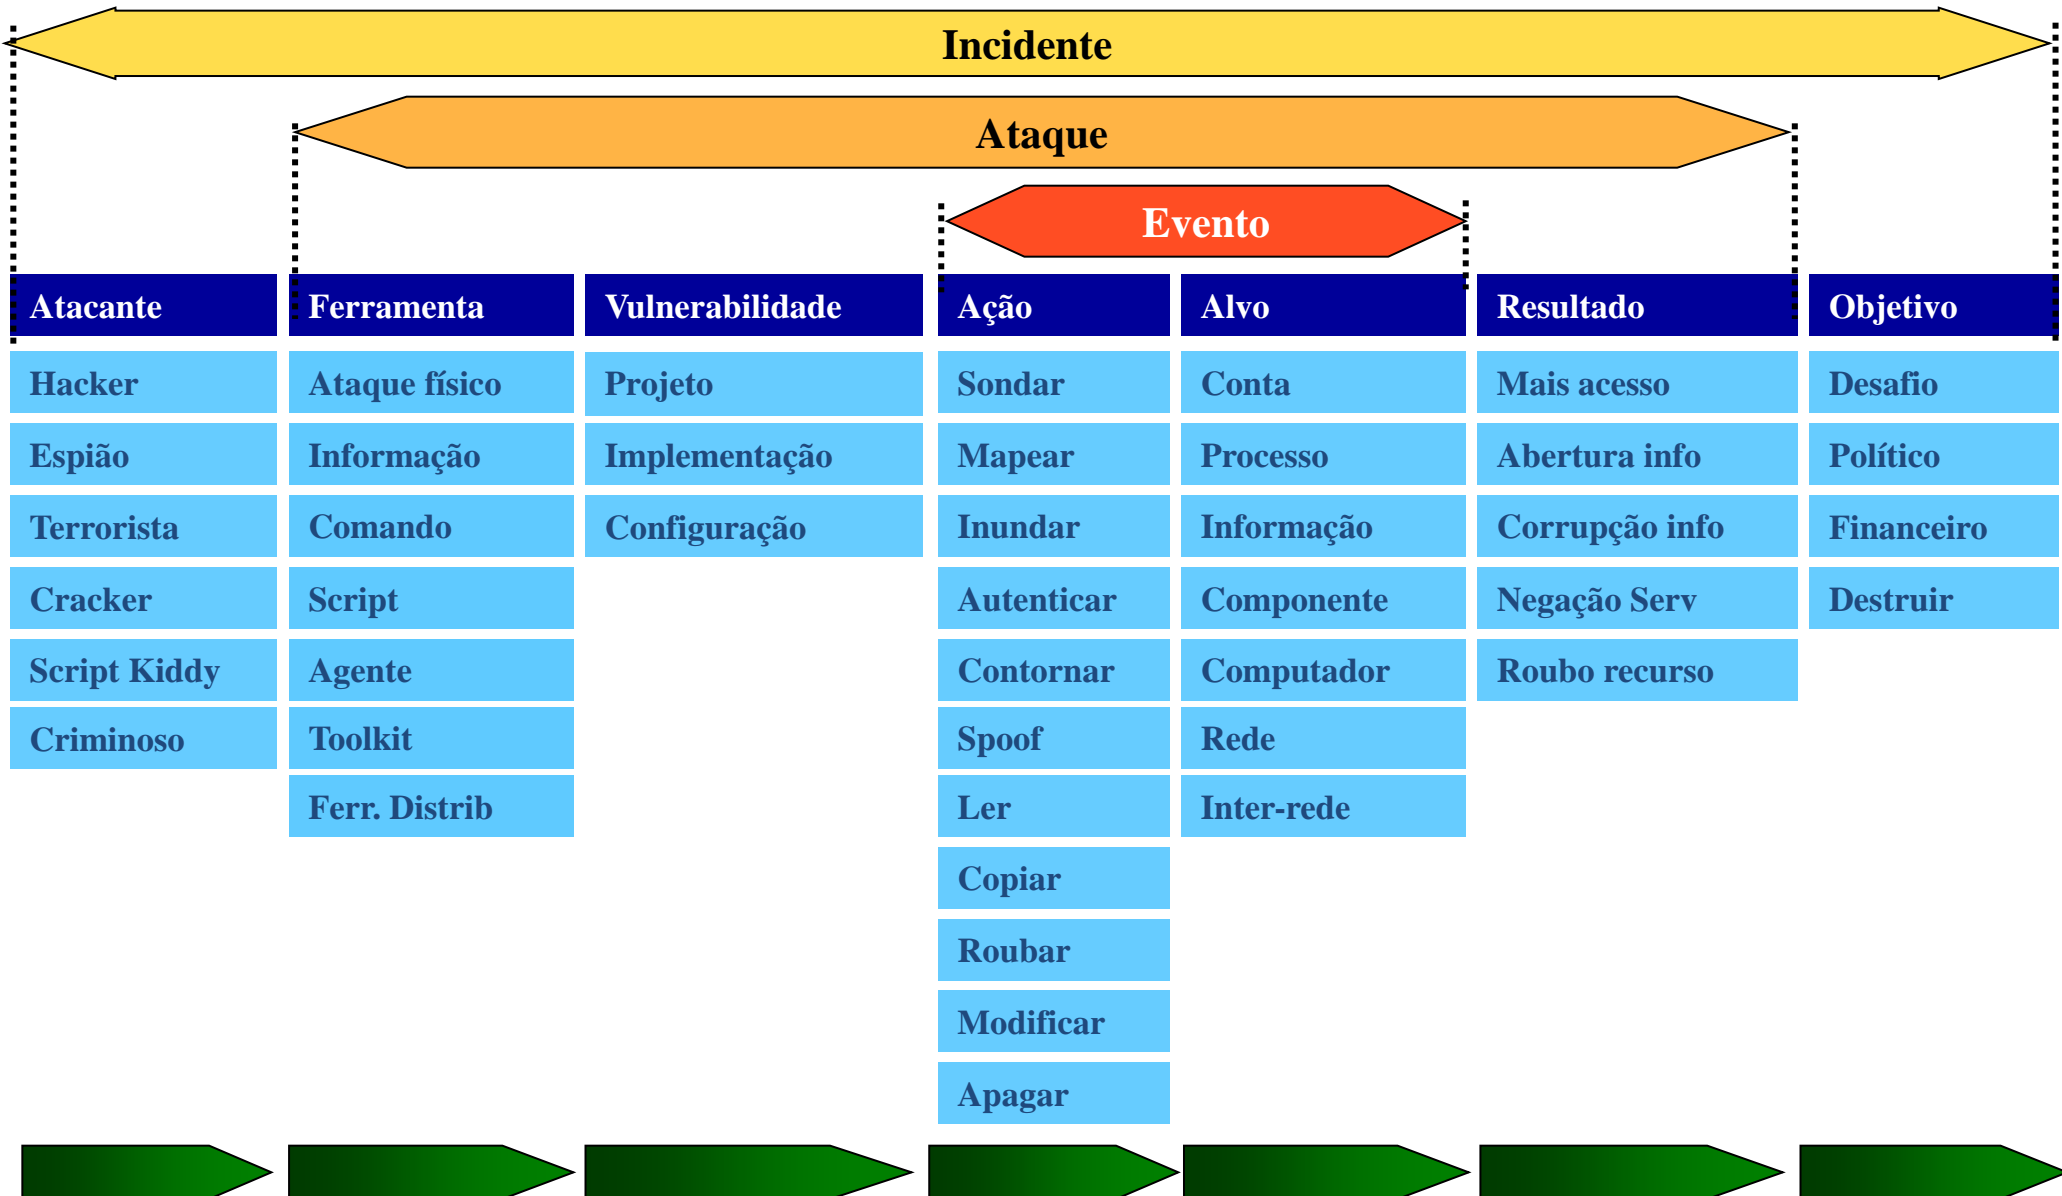 Incidente
Ataque
Evento
Atacante Ferramenta Vulnerabilidade Ação Alvo Resultado Objetivo
Hacker Ataque físico Projeto Sondar Conta Mais acesso Desafio
Espião Informação Implementação Mapear Processo Abertura info Político
Terrorista Comando Configuração Inundar Informação Corrupção info Financeiro
Cracker Script Autenticar Componente Negação Serv Destruir
Script Kiddy Agente Contornar Computador Roubo recurso
Criminoso Toolkit Spoof Rede
Ferr. Distrib Ler Inter-rede
Copiar
Roubar
Modificar
Apagar